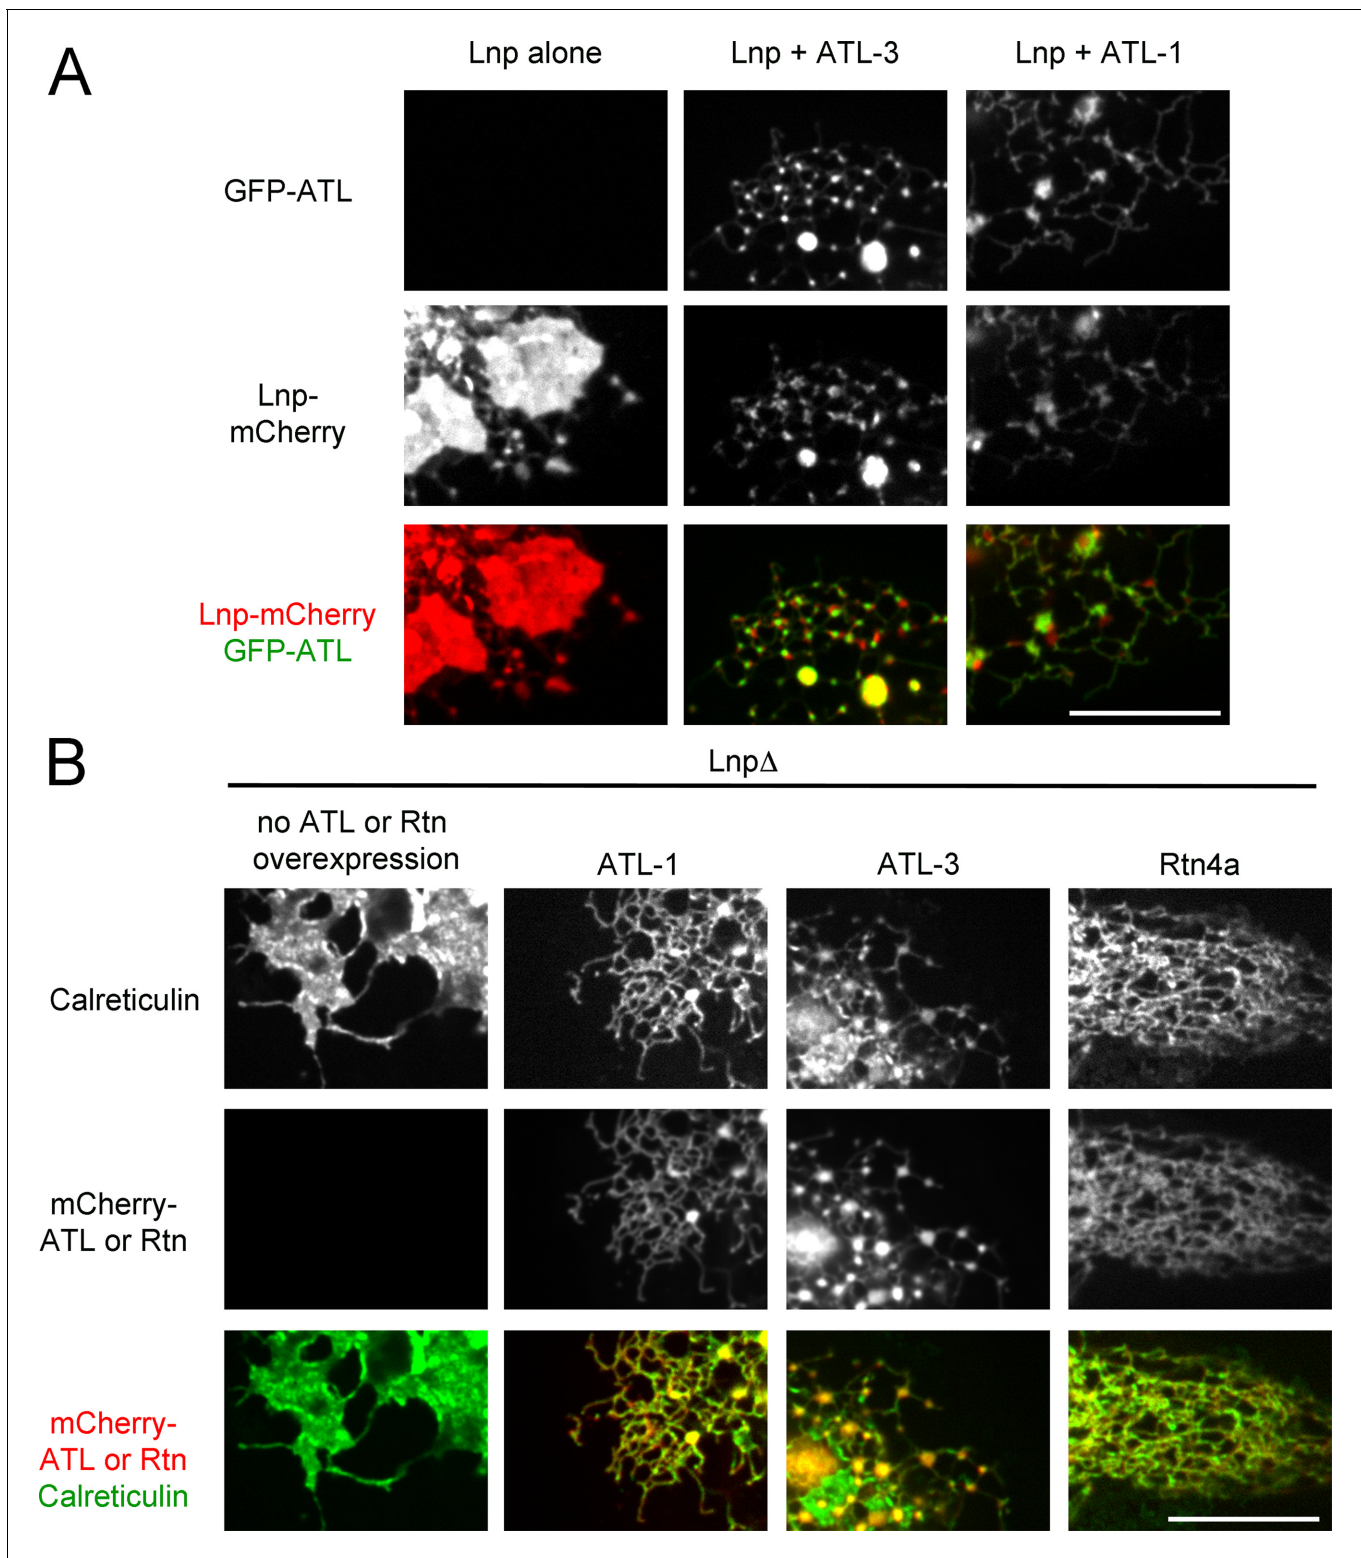 A
Lnp alone
Lnp + ATL-3
Lnp + ATL-1
GFP-ATL
Lnp-
mCherry
Lnp-mCherry
GFP-ATL
B
LnpΔ
no ATL or Rtn
overexpression
ATL-1
ATL-3
Rtn4a
Calreticulin
mCherry-
ATL or Rtn
mCherry-
ATL or Rtn
Calreticulin